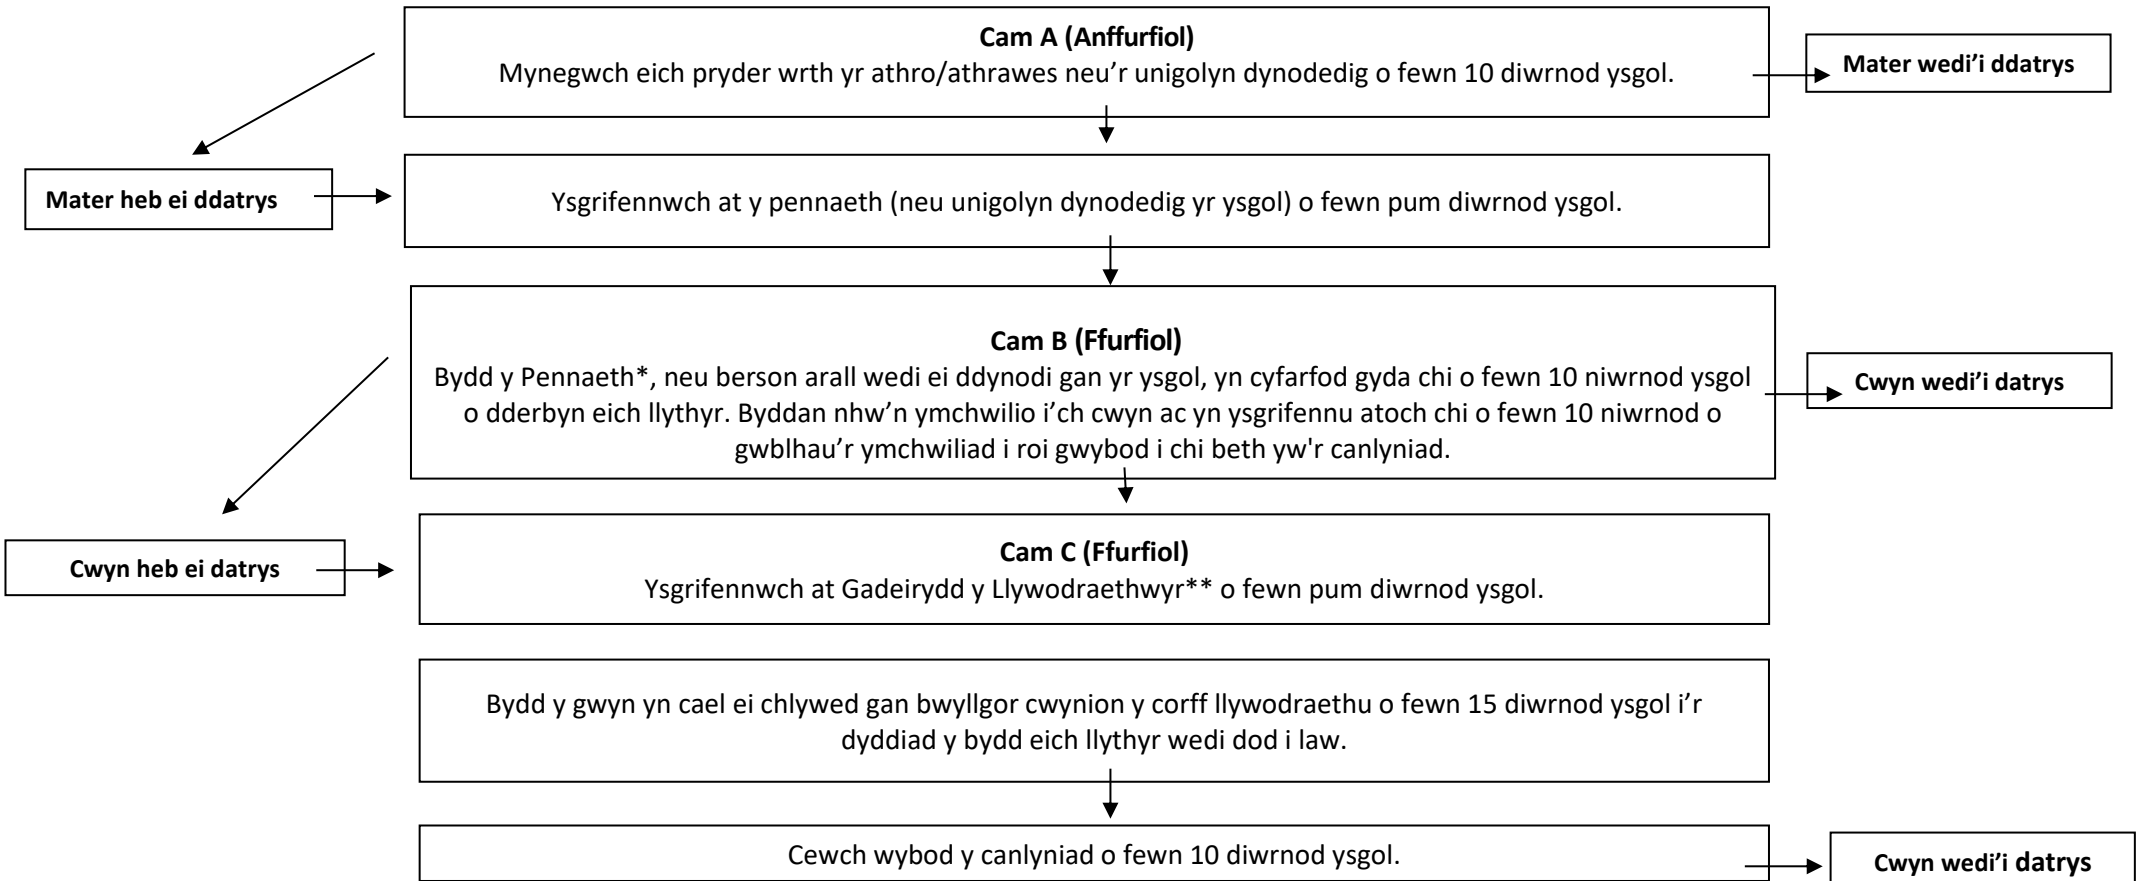 Cam A (Anffurfiol)
Mynegwch eich pryder wrth yr athro/athrawes neu'r unigolyn dynodedig o fewn 10 diwrnod ysgol.
Mater wedi'i ddatrys
Mater heb ei ddatrys
Ysgrifennwch at y pennaeth (neu unigolyn dynodedig yr ysgol) o fewn pum diwrnod ysgol.
Cam B (Ffurfiol)
Bydd y Pennaeth*, neu berson arall wedi ei ddynodi gan yr ysgol, yn cyfarfod gyda chi o fewn 10 niwrnod ysgol
o dderbyn eich llythyr. Byddan nhw'n ymchwilio i'ch cwyn ac yn ysgrifennu atoch chi o fewn 10 niwrnod o
gwblhau'r ymchwiliad i roi gwybod i chi beth yw'r canlyniad.
Cwyn wedi'i datrys
Cwyn heb ei datrys
Cam C (Ffurfiol)
Ysgrifennwch at Gadeirydd y Llywodraethwyr** o fewn pum diwrnod ysgol.
Bydd y gwyn yn cael ei chlywed gan bwyllgor cwynion y corff llywodraethu o fewn 15 diwrnod ysgol i'r
dyddiad y bydd eich llythyr wedi dod i law.
Cewch wybod y canlyniad o fewn 10 diwrnod ysgol.
Cwyn wedi'i datrys